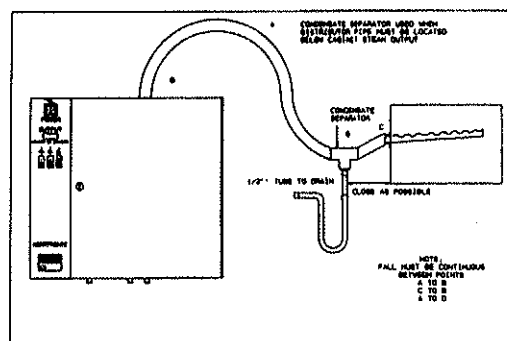 CONDENSATE SEPARATOR USED WHEN
DISTRIBUTOR PIPE MUST BE LOCATED
BELOW CABINET STEAM OUTPUT
CONDENSATE
SEPARATOR
C
1/2" TUBE TO DRAIN
CLOSE AS POSSIBLE
NOTE,
FALL MUST BE CONTINUOUS
BETWEEN POINTS
A TO B
C TO B